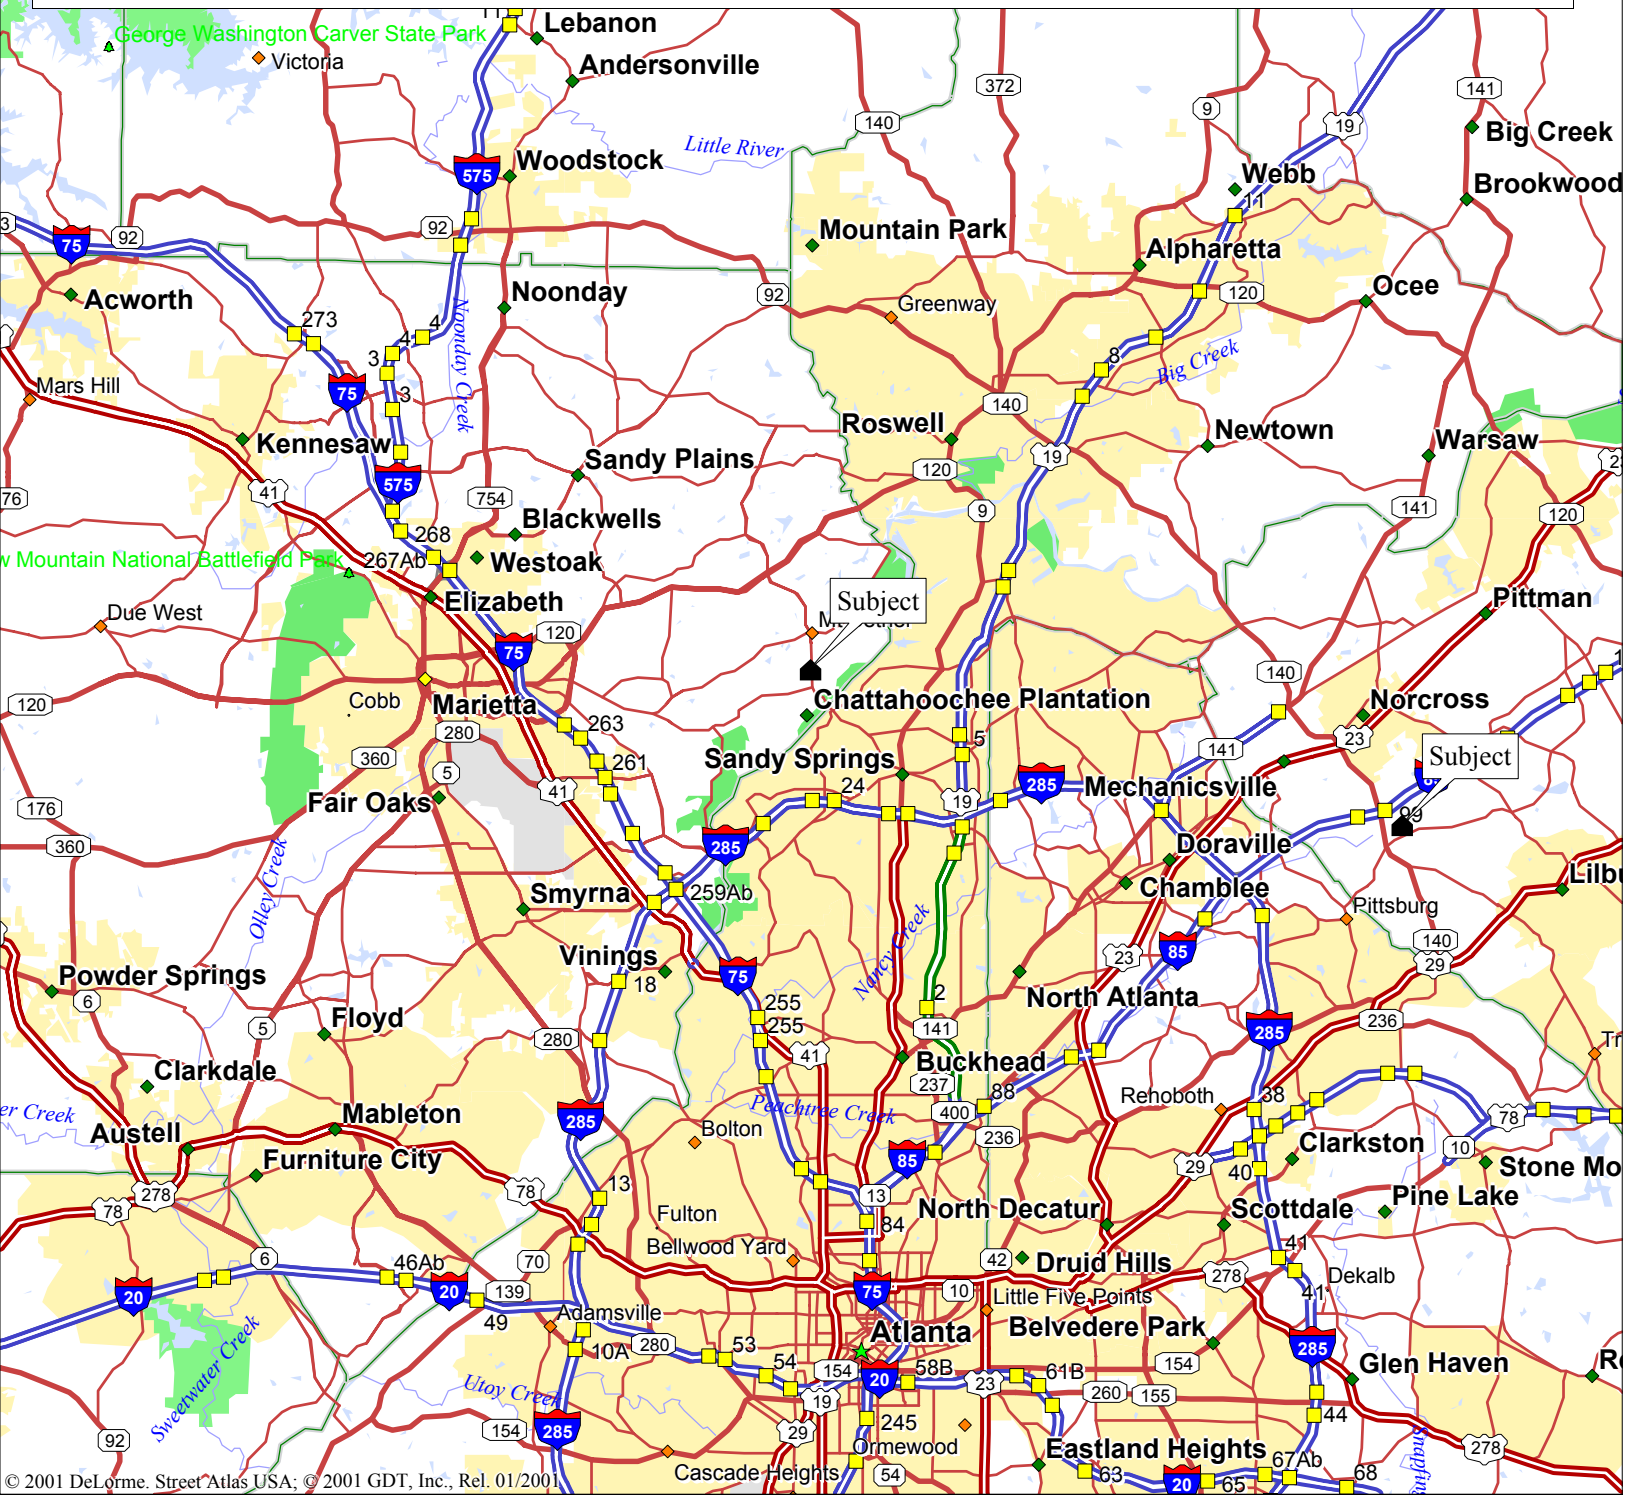 11
Lebanon
George Washington Carver State Park
Victoria
Andersonville
372
141
9
140
19
Big Creek
Little River
Woodstock
575
Webb
Brookwood
11
3
75
92
92
Mountain Park
Alpharetta
Acworth
Noonday
92
Greenway
120
Ocee
273
4
4
Noonday Creek
3
8
Big Creek
Mars Hill
75
3
140
Roswell
Newtown
Warsaw
Kennesaw
Sandy Plains
19
120
575
76
41
754
9
141
120
Blackwells
268
w Mountain National Battlefield Park
267Ab
Westoak
Elizabeth
Subject
Pittman
Due West
120
75
140
Cobb
Marietta
Chattahoochee Plantation
Norcross
120
263
280
5
141
23
360
Sandy Springs
Subject
5
261
24
285
Mechanicsville
176
Fair Oaks
41
19
99
360
285
Doraville
Olley Creek
Smyrna
259Ab
Chamblee
Pittsburg
Nancy Creek
140
Vinings
23
85
29
Powder Springs
75
6
18
2
North Atlanta
5
Floyd
255
255
141
285
236
280
41
Buckhead
Clarkdale
237
88
Rehoboth
38
er Creek
Mableton
285
Peachtree Creek
400
78
Austell
Bolton
236
Clarkston
10
Furniture City
85
29
40
Stone Mo
278
78
13
13
Pine Lake
78
Fulton
84
North Decatur
Scottdale
Bellwood Yard
41
6
70
42
Druid Hills
46Ab
278
Dekalb
20
20
139
75
10
Little Five Points
41
49
Adamsville
Atlanta
Belvedere Park
280
10A
53
285
Sweetwater Creek
54
154
58B
61B
154
Glen Haven
Utoy Creek
20
23
260
155
19
154
285
245
44
92
29
Ormewood
Eastland Heights
278
Cascade Heights
54
67Ab
63
20
65
68
© 2001 DeLorme. Street Atlas USA; © 2001 GDT, Inc., Rel. 01/2001